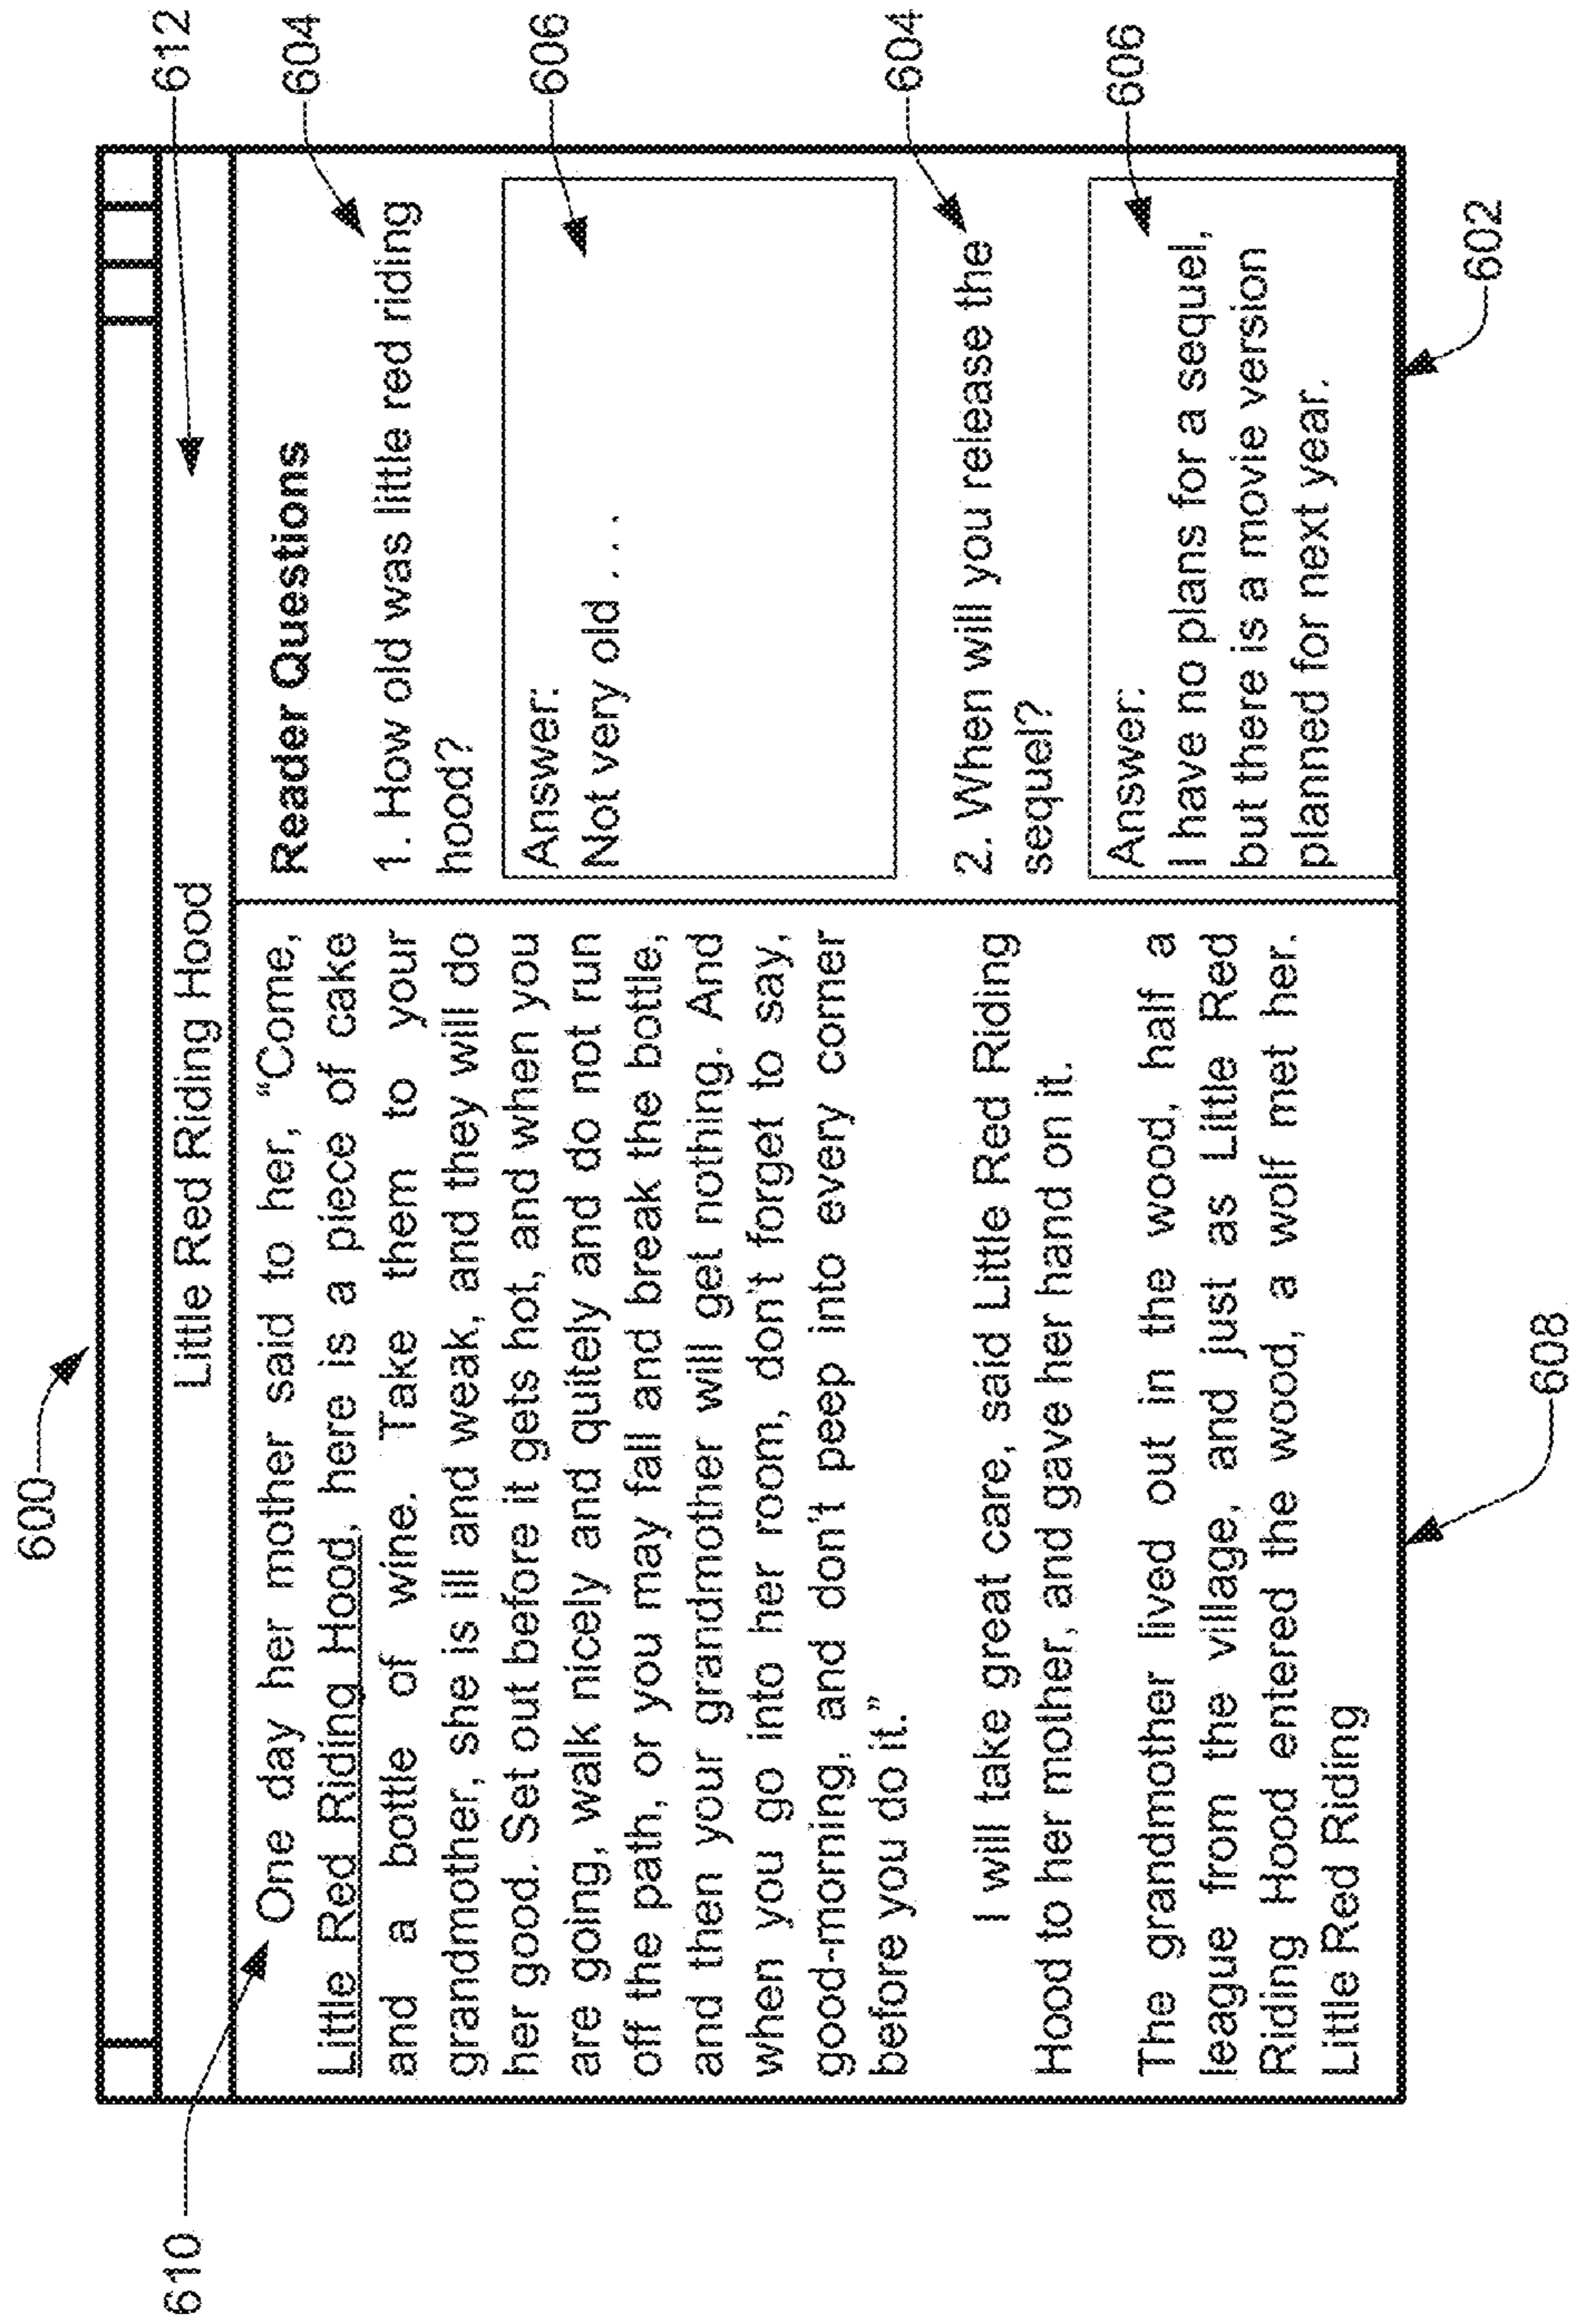 600
612
Little Red Riding Hood
610
One day her mother said to her, “Come,
Little Red Riding Hood, here is a piece of cake
and a bottle of wine. Take them to your
grandmother, she is ill and weak, and they will do
her good. Set out before it gets hot, and when you
are going, walk nicely and quitely and do not run
off the path, or you may fall and break the bottle,
and then your grandmother will get nothing. And
when you go into her room, don’t forget to say,
good-morning, and don’t peep into every corner
before you do it.”
I will take great care, said Little Red Riding
Hood to her mother, and gave her hand on it.
The grandmother lived out in the wood, half a
league from the village, and just as Little Red
Riding Hood entered the wood, a wolf met her.
Little Red Riding
608
Reader Questions
604
1. How old was little red riding
hood?
606
Answer:
Not very old . . .
604
2. When will you release the
sequel?
606
Answer:
I have no plans for a sequel,
but there is a movie version
planned for next year.
602